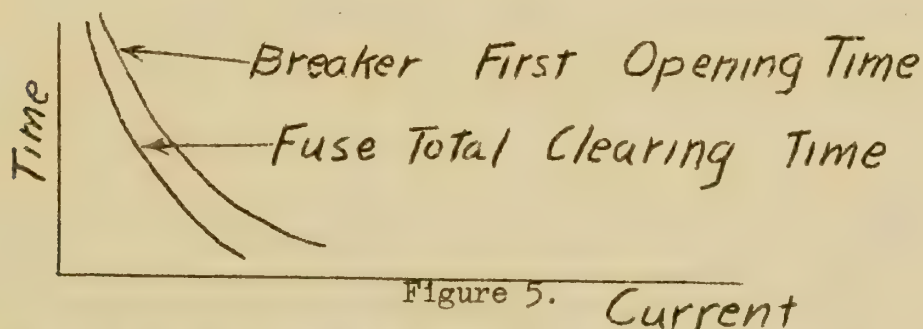 Breaker First Opening Time
Fuse Total Clearing Time
Time
Figure 5.
Current